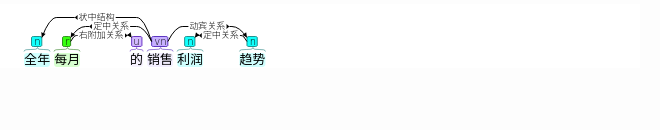 状中结构
定中关系 动宾关系
右附加关系 定中关系
n r u vn n n
全年 每月 的 销售 利润 趋势